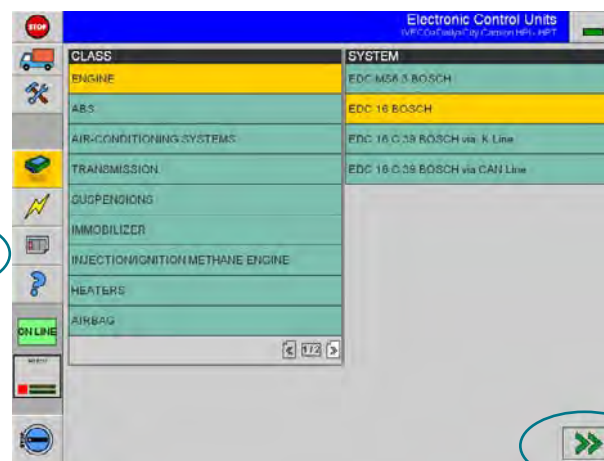 STOP
Electronic Control Units
CLASS
ENGINE
ABS
AIR-CONDITIONING SYSTEMS
TRANSMISSION
SUSPENSIONS
IMMOBILIZER
INJECTION/IGNITION METHANE ENGINE
HEATERS
AIRBAG
1/2
SYSTEM
EDC MS6.3 BOSCH
EDC 16 BOSCH
EDC 16 C 39 BOSCH via K Line
EDC 16 C 39 BOSCH via CAN Line
ON LINE